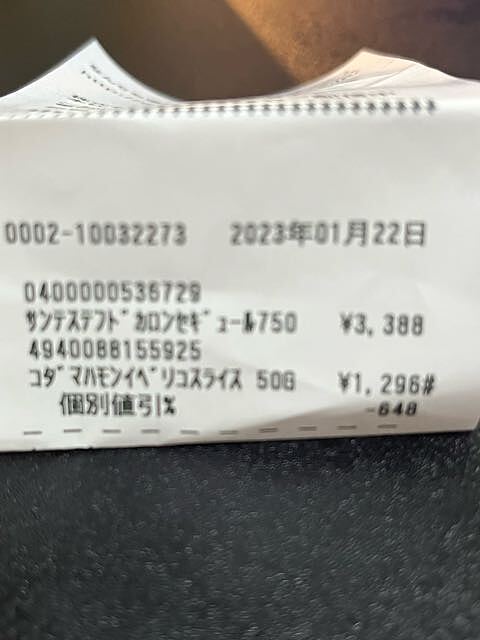 0002-10032273 2023年01月22日
0400000536729
ｻﾝﾃｽﾃﾌﾄﾞｶﾛﾝｾｷﾞｭｰﾙ750 ¥3,388
4940088155925
ｺﾀﾞﾏﾊﾓﾝｲﾍﾞﾘｺｽﾗｲｽ 50G ¥1,296#
個別値引% -648